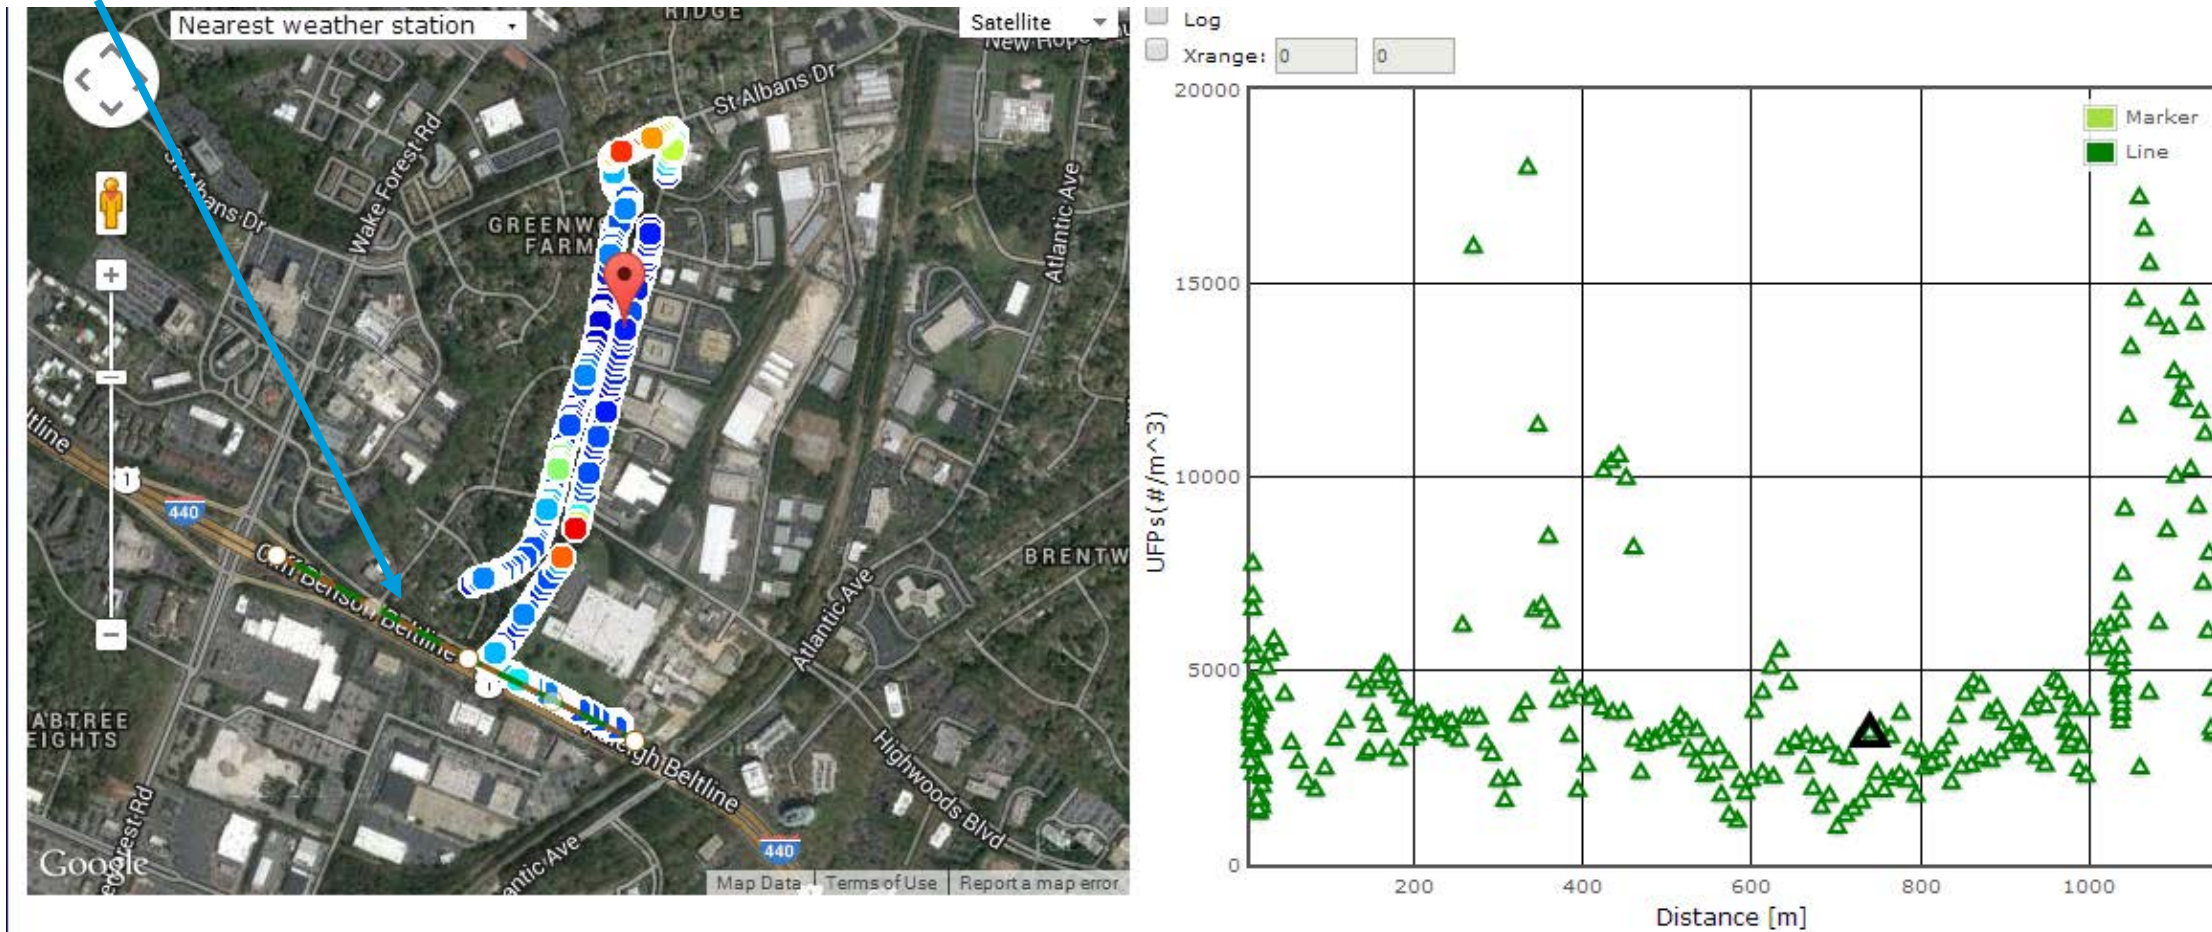 Nearest weather station
Satellite
RIDGE
New Hope
St Albans Dr
St Albans Dr
Wake Forest Rd
Atlantic Ave
GREENW
FARM
ltline
1
440
Cliff Benson Beltline
1
BRENTW
Atlantic Ave
ABTREE
EIGHTS
Raleigh Beltline
Highwoods Blvd
orest Rd
440
antic Ave
Google
Map Data
Terms of Use
Report a map error
Log
Xrange: 0 0
20000
15000
10000
5000
0
UFPs(#/m^3)
Marker
Line
200 400 600 800 1000
Distance [m]